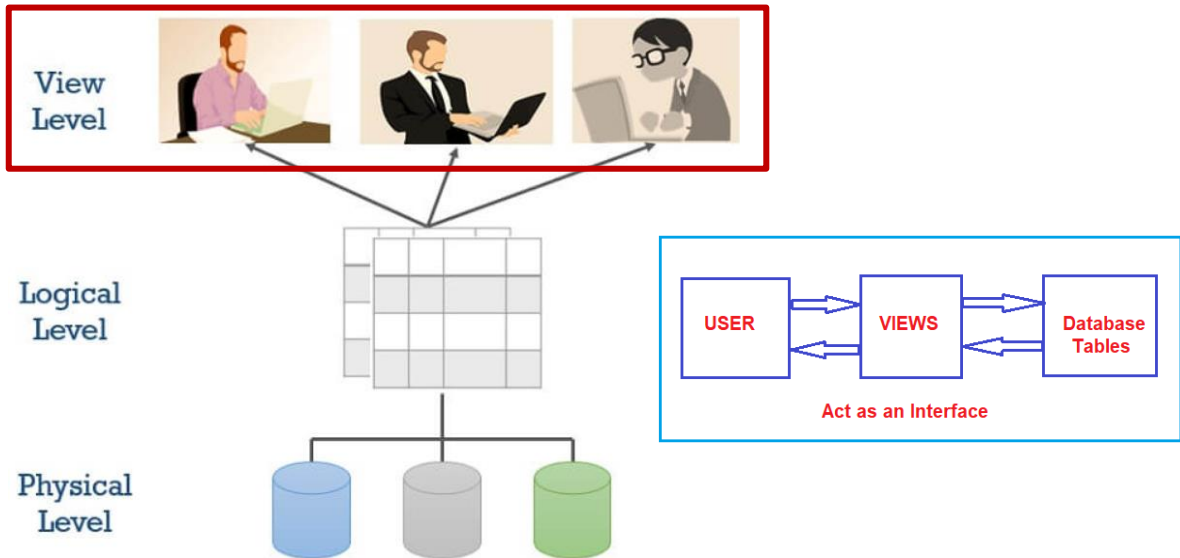 View
Level
Logical
Level
Physical
Level
USER
VIEWS
Database
Tables
Act as an Interface